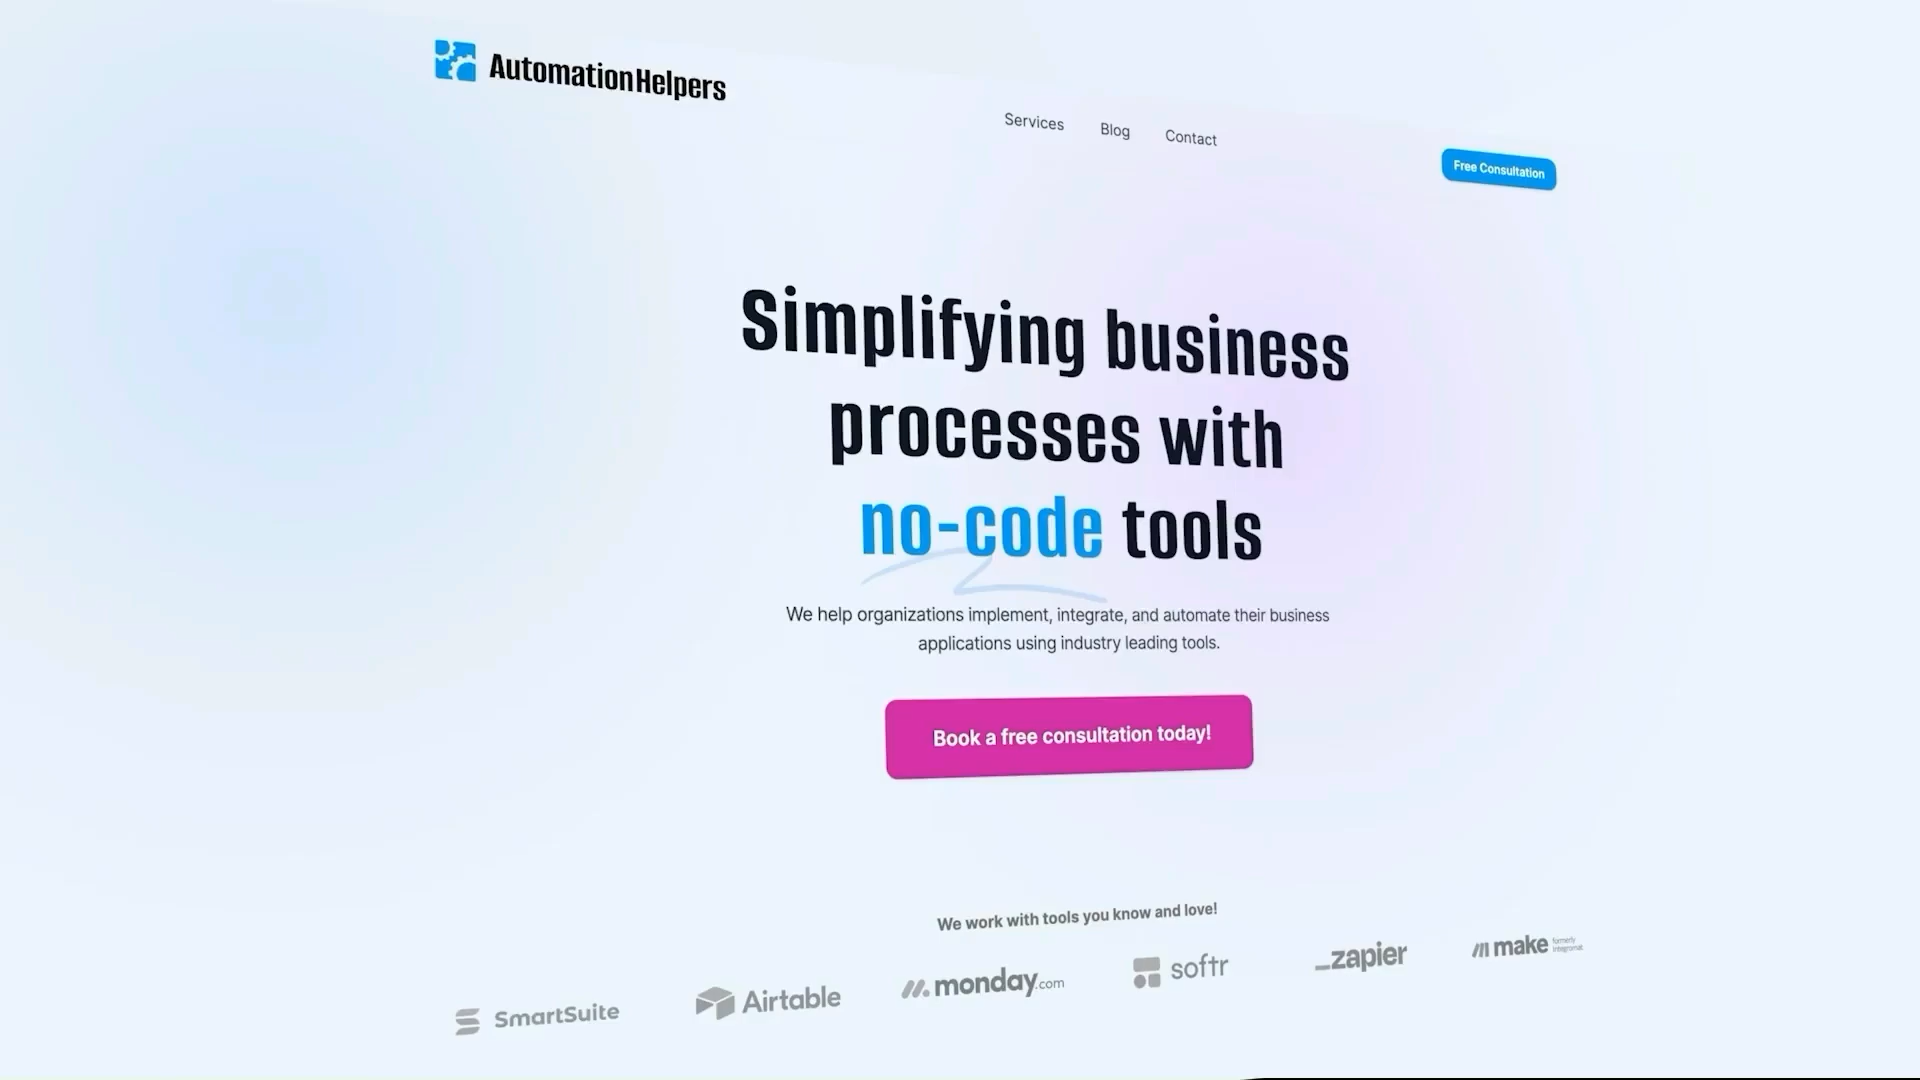 AutomationHelpers
Services
Blog
Contact
Free Consultation
Simplifying business
processes with
no-code tools
We help organizations implement, integrate, and automate their business
applications using industry leading tools.
Book a free consultation today!
We work with tools you know and love!
SmartSuite
Airtable
monday.com
softr
_zapier
make
formerly
integromat